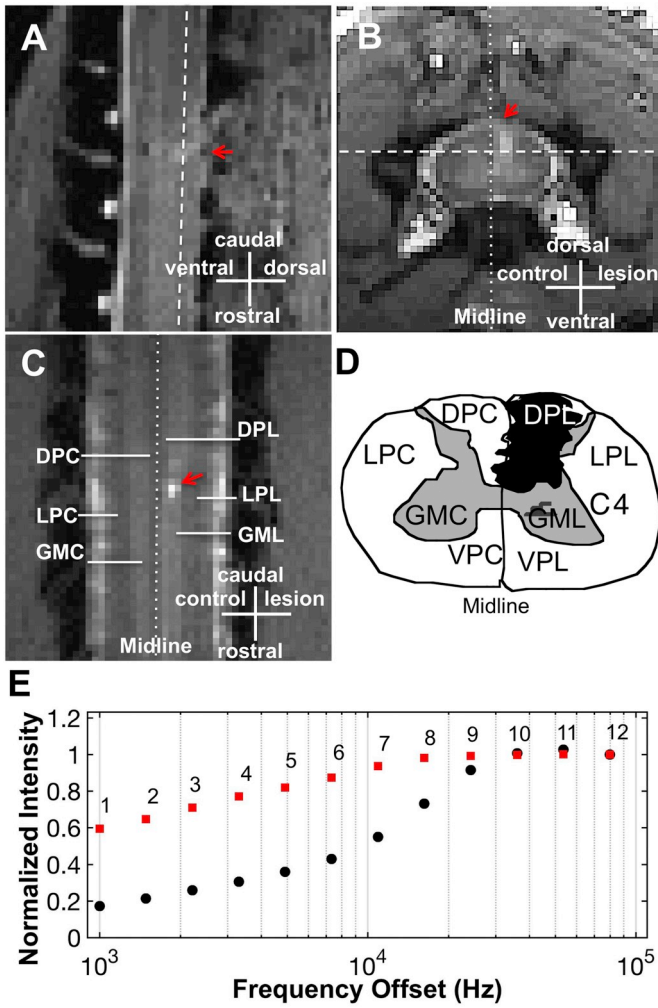 A
caudal
ventral dorsal
rostral
B
dorsal
control lesion
Midline
ventral
C
DPL
DPC
LPL
LPC
GML
GMC
caudal
control lesion
Midline
rostral
D
DPC DPL
LPC LPL
GMC GML C4
VPC VPL
Midline
E
1.2
1
0.8
0.6
0.4
0.2
0
1 2 3 4 5 6 7 8 9 10 11 12
10³ 10⁴ 10⁵
Normalized Intensity
Frequency Offset (Hz)